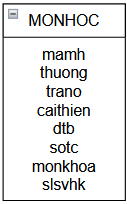 MONHOC
mamh
thuong
trano
caithien
dtb
sotc
monkhoa
slsvhk